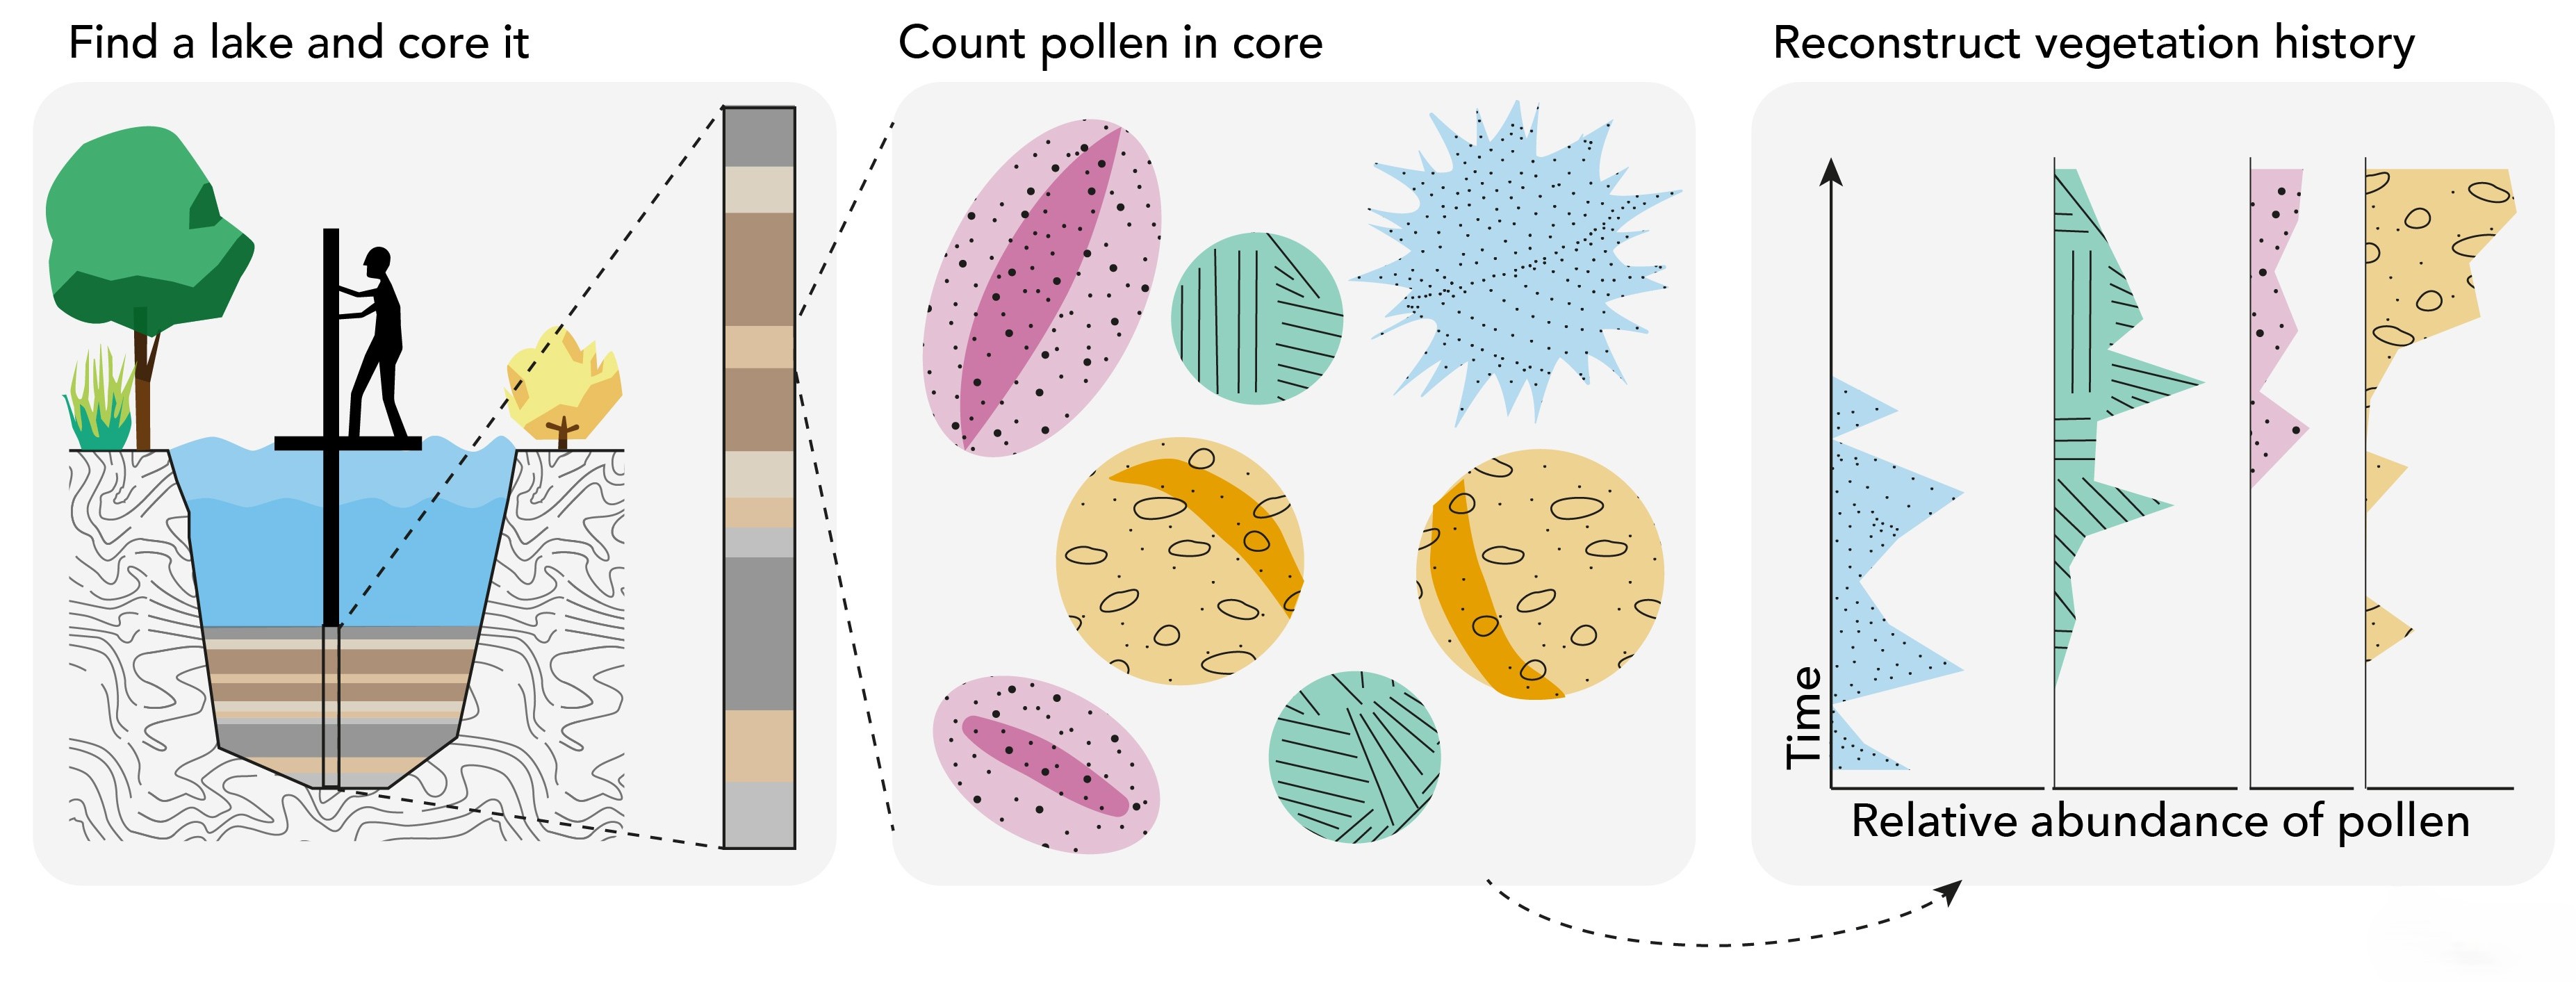 Find a lake and core it
Count pollen in core
Reconstruct vegetation history
Time
Relative abundance of pollen